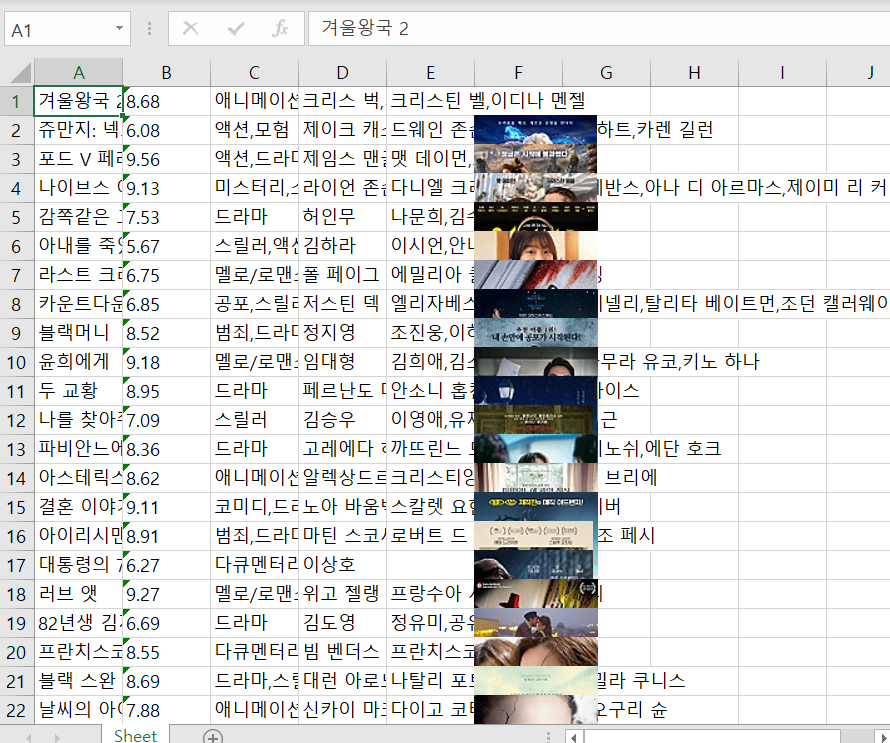 A1 겨울왕국 2
A B C D E F G H I J
1 겨울왕국 2 8.68 애니메이션 크리스 벅, 크리스틴 벨,이디나 멘젤
2 쥬만지: 넥 6.08 액션,모험 제이크 캐스 드웨인 존슨 하트,카렌 길런
3 포드 V 페라 9.56 액션,드라마 제임스 맨골 맷 데이먼,
4 나이브스 9.13 미스터리, 라이언 존슨 다니엘 크레 에반스,아나 디 아르마스,제이미 리 커
5 감쪽같은 그 7.53 드라마 허인무 나문희,김수
6 아내를 죽였 5.67 스릴러,액션 김하라 이시언,안내
7 라스트 크리 6.75 멜로/로맨스 폴 페이그 에밀리아
8 카운트다운 6.85 공포,스릴러 저스틴 덱 엘리자베스 넬리,탈리타 베이트먼,조던 캘러웨이
9 블랙머니 8.52 범죄,드라마 정지영 조진웅,이하
10 윤희에게 9.18 멜로/로맨스 임대형 김희애,김소 무라 유코,키노 하나
11 두 교황 8.95 드라마 페르난도 안소니 홉킨 라이스
12 나를 찾아줘 7.09 스릴러 김승우 이영애,유재 근
13 파비안느에 8.36 드라마 고레에다 히 까뜨린느 비노쉬,에단 호크
14 아스테릭스 8.62 애니메이션 알렉상드르 크리스티앙 브리에
15 결혼 이야기 9.11 코미디,드라 노아 바움백 스칼렛 요한 이버
16 아이리시맨 8.91 범죄,드라마 마틴 스코세 로버트 드 조 페시
17 대통령의 7 6.27 다큐멘터리 이상호
18 러브 앳 9.27 멜로/로맨스 위고 젤랭 프랑수아
19 82년생 김지 6.69 드라마 김도영 정유미,공유
20 프란치스코 8.55 다큐멘터리 빔 벤더스 프란치스코
21 블랙 스완 8.69 드라마,스릴 대런 아로노 나탈리 포트 밀라 쿠니스
22 날씨의 아이 7.88 애니메이션 신카이 마코 다이고 코타 오구리 슌
Sheet